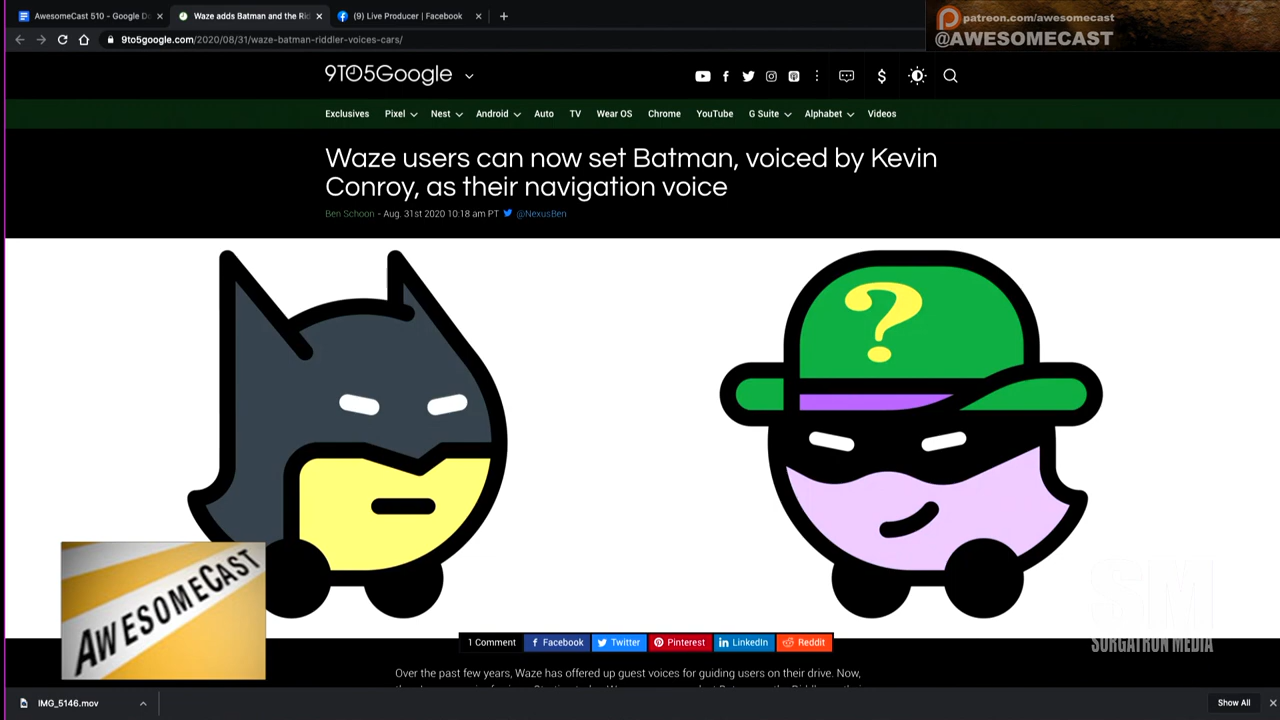 AwesomeCast 510 - Google Do
Waze adds Batman and the Rid
(9) Live Producer | Facebook
9to5google.com/2020/08/31/waze-batman-riddler-voices-cars/
patreon.com/awesomecast
@AWESOMECAST
9TO5Google
Exclusives Pixel Nest Android Auto TV Wear OS Chrome YouTube G Suite Alphabet Videos
Waze users can now set Batman, voiced by Kevin
Conroy, as their navigation voice
Ben Schoon - Aug. 31st 2020 10:18 am PT @NexusBen
?
AWESOMECAST
SM
SORGATRON MEDIA
1 Comment Facebook Twitter Pinterest LinkedIn Reddit
Over the past few years, Waze has offered up guest voices for guiding users on their drive. Now,
IMG_5146.mov
Show All